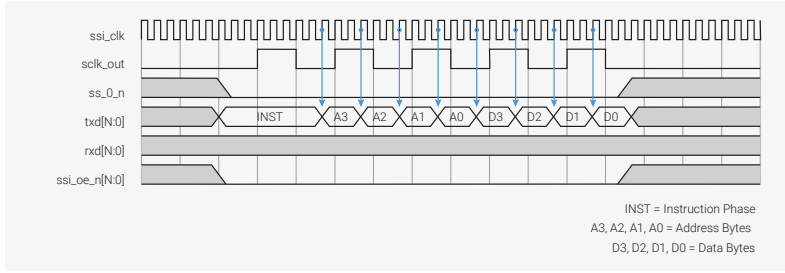 ssi_clk
sclk_out
ss_0_n
txd[N:0] INST A3 A2 A1 A0 D3 D2 D1 D0
rxd[N:0]
ssi_oe_n[N:0]
INST = Instruction Phase
A3, A2, A1, A0 = Address Bytes
D3, D2, D1, D0 = Data Bytes